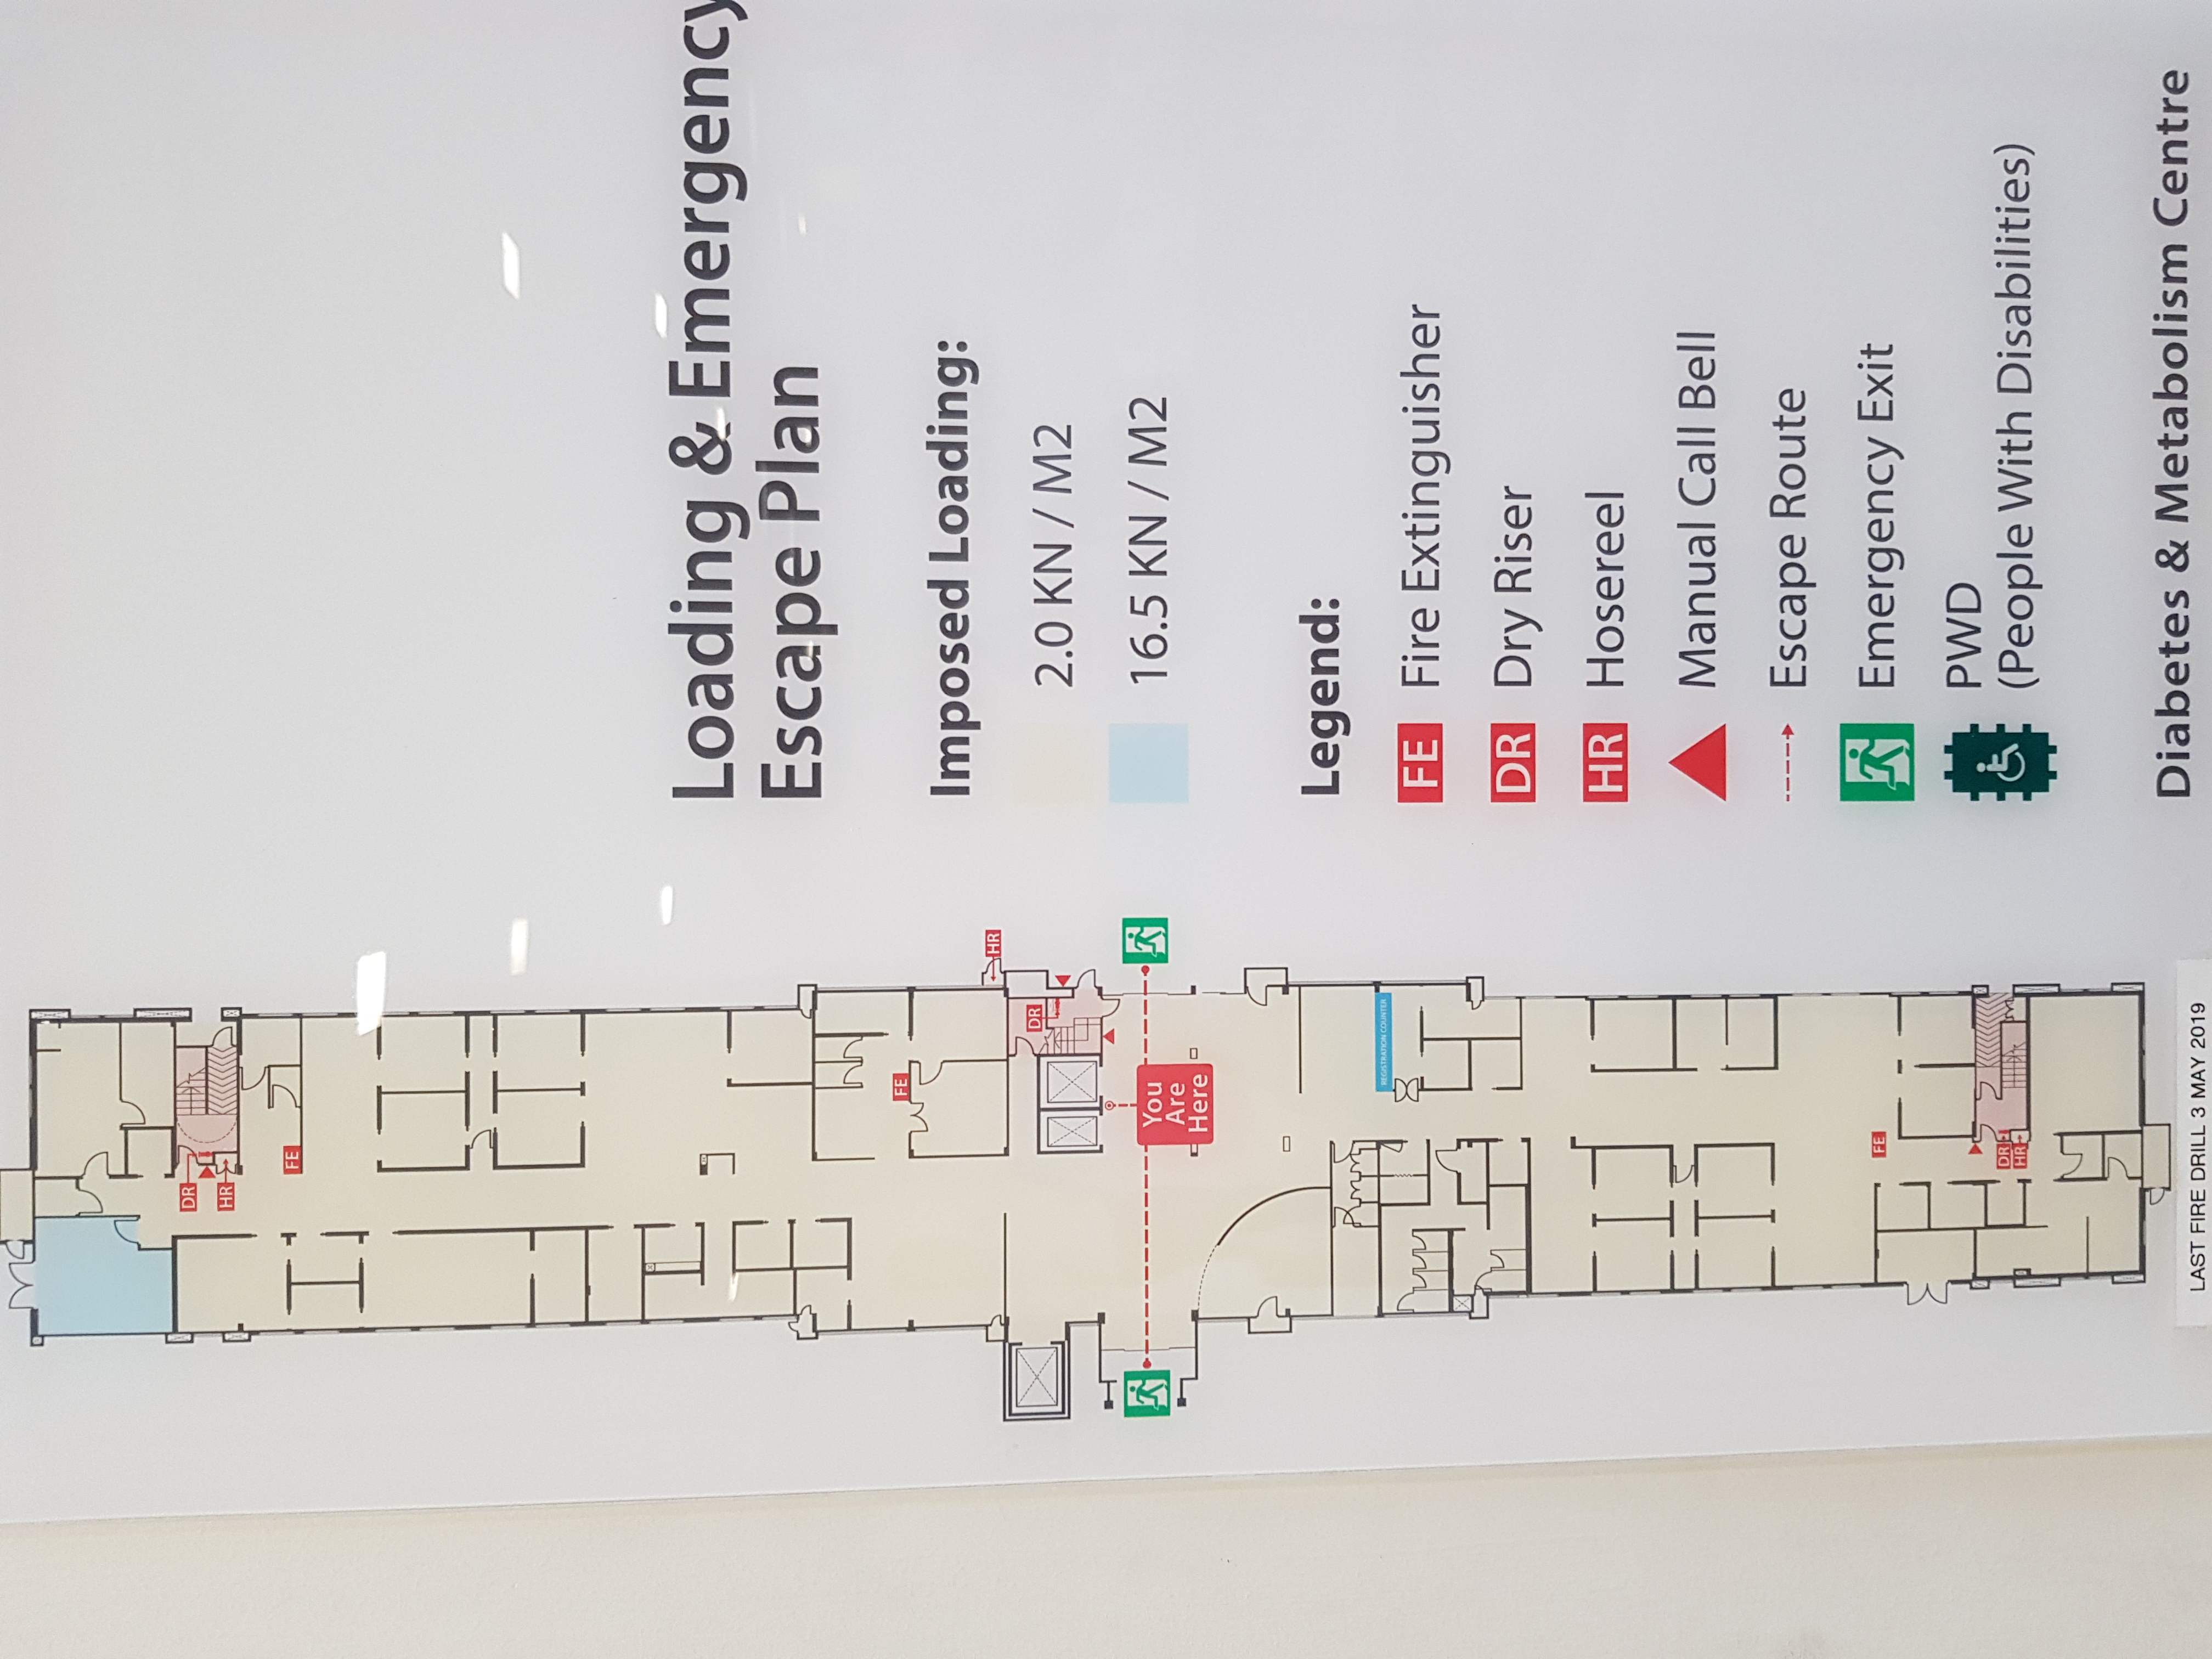 DR
HR
FE
FE
HR
DR
You
Are
Here
REGISTRATION COUNTER
FE
DR
HR
LAST FIRE DRILL 3 MAY 2019
Loading & Emergency
Escape Plan
Imposed Loading:
2.0 KN / M2
16.5 KN / M2
Legend:
FE Fire Extinguisher
DR Dry Riser
HR Hosereel
Manual Call Bell
Escape Route
Emergency Exit
PWD
(People With Disabilities)
Diabetes & Metabolism Centre